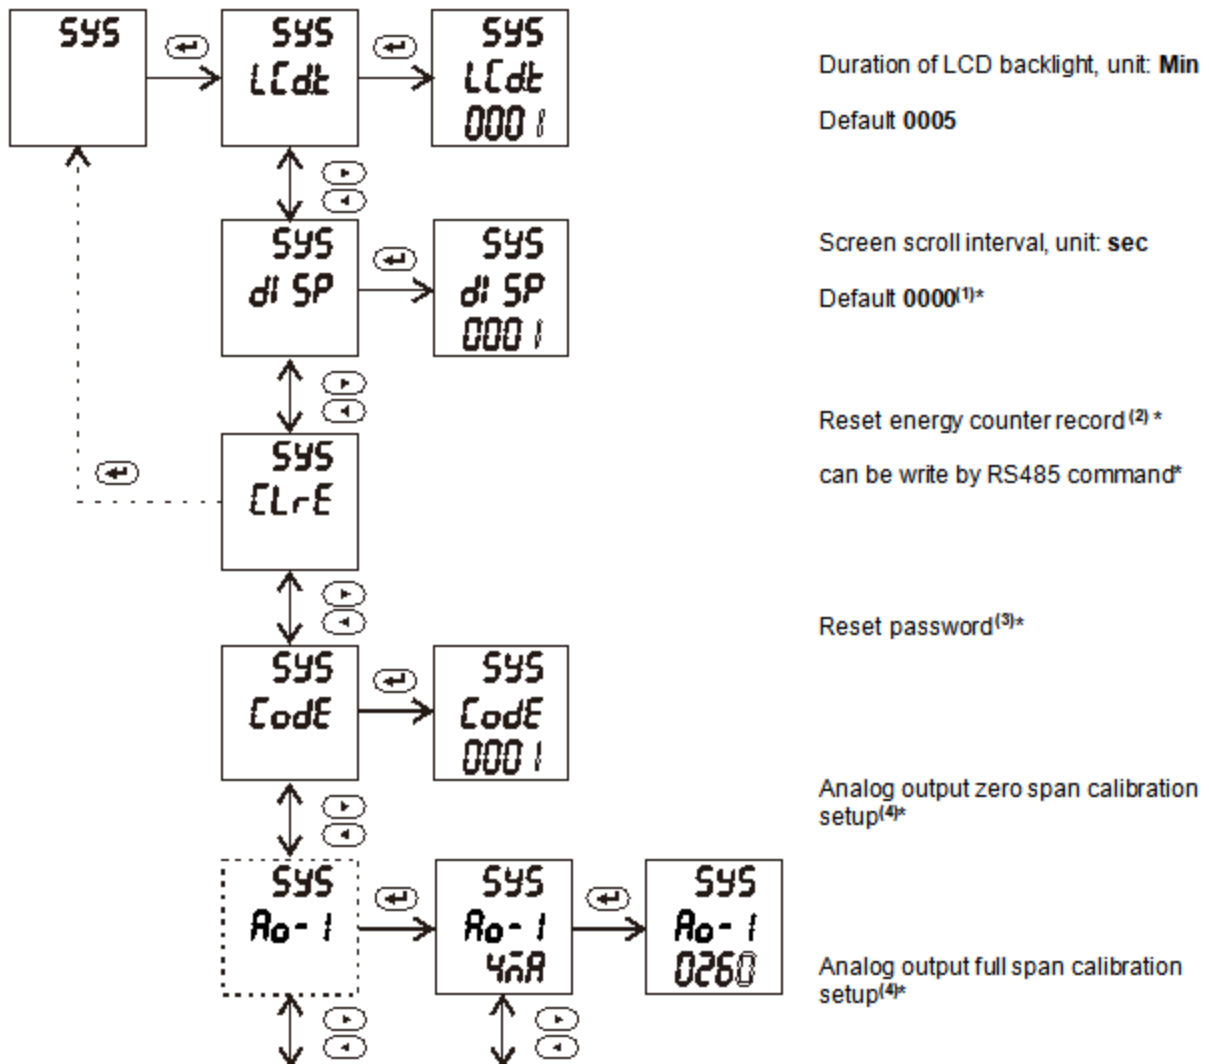 SYS
SYS
LCdt
SYS
LCdt
0001
Duration of LCD backlight, unit: Min
Default 0005
SYS
dISP
SYS
dISP
0001
Screen scroll interval, unit: sec
Default 0000(1)*
SYS
CLrE
Reset energy counter record (2) *
can be write by RS485 command*
SYS
CodE
SYS
CodE
0001
Reset password(3)*
SYS
Ao-1
SYS
Ao-1
4mA
SYS
Ao-1
0260
Analog output zero span calibration
setup(4)*
Analog output full span calibration
setup(4)*